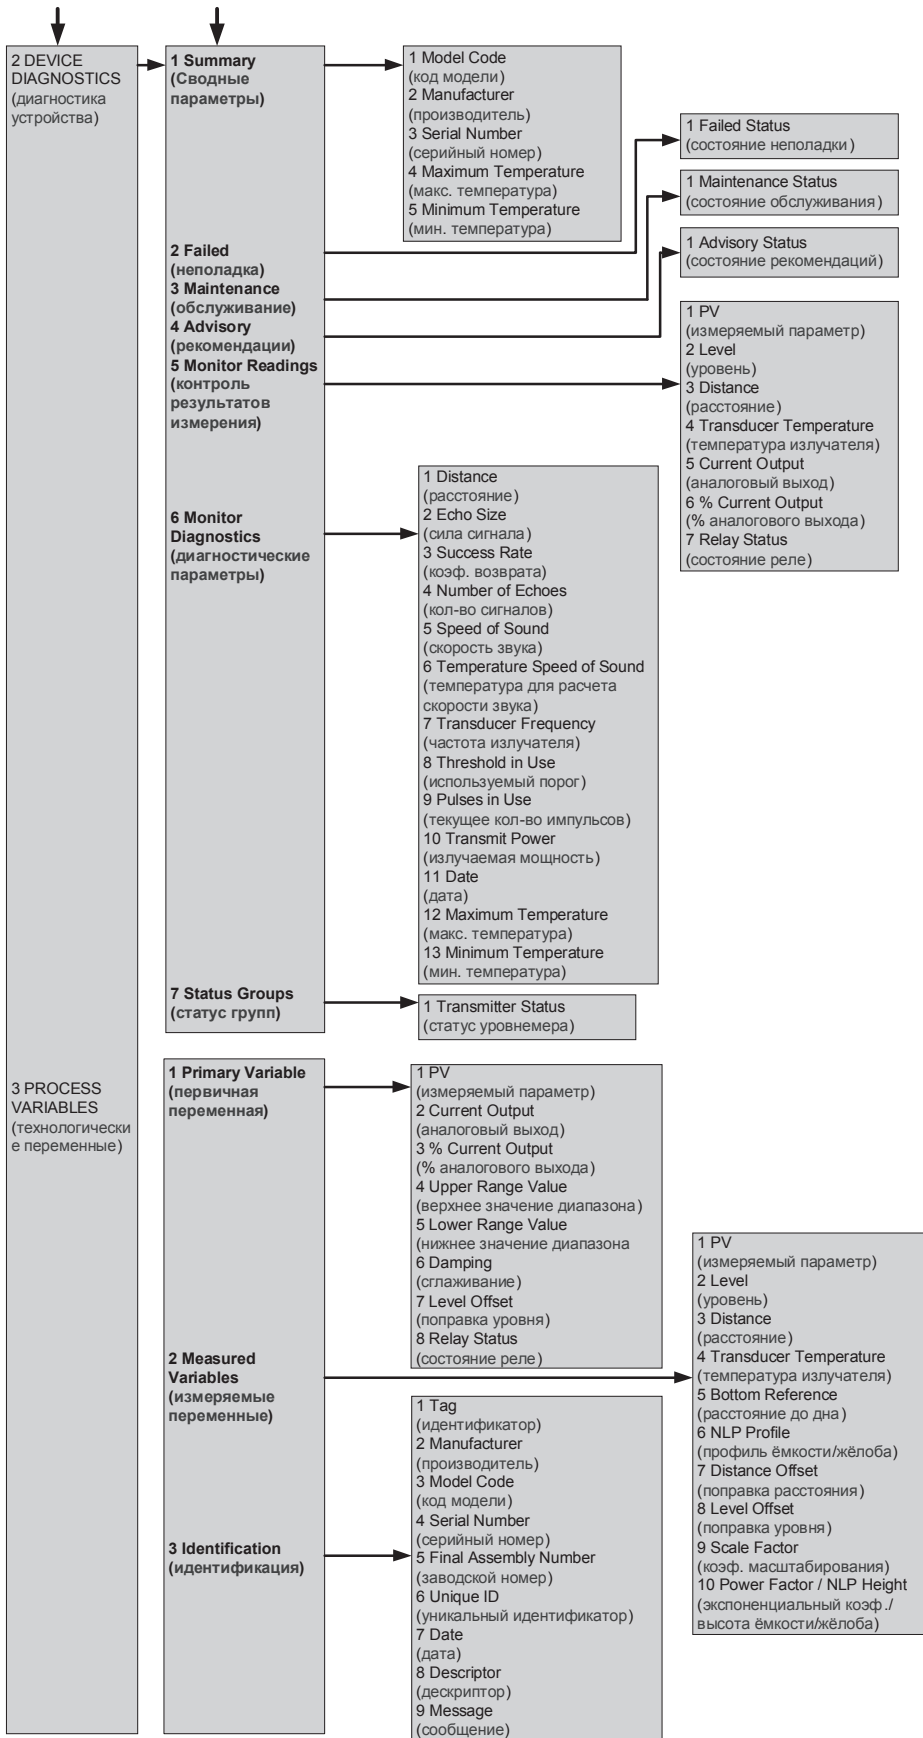 2 DEVICE
DIAGNOSTICS
(диагностика
устройства)
1 Summary
(Сводные
параметры)
1 Model Code
(код модели)
2 Manufacturer
(производитель)
3 Serial Number
(серийный номер)
4 Maximum Temperature
(макс. температура)
5 Minimum Temperature
(мин. температура)
2 Failed
(неполадка)
3 Maintenance
(обслуживание)
4 Advisory
(рекомендации)
5 Monitor Readings
(контроль
результатов
измерения)
1 Failed Status
(состояние неполадки)
1 Maintenance Status
(состояние обслуживания)
1 Advisory Status
(состояние рекомендаций)
1 PV
(измеряемый параметр)
2 Level
(уровень)
3 Distance
(расстояние)
4 Transducer Temperature
(температура излучателя)
5 Current Output
(аналоговый выход)
6 % Current Output
(% аналогового выхода)
7 Relay Status
(состояние реле)
6 Monitor
Diagnostics
(диагностические
параметры)
1 Distance
(расстояние)
2 Echo Size
(сила сигнала)
3 Success Rate
(коэф. возврата)
4 Number of Echoes
(кол-во сигналов)
5 Speed of Sound
(скорость звука)
6 Temperature Speed of Sound
(температура для расчета
скорости звука)
7 Transducer Frequency
(частота излучателя)
8 Threshold in Use
(используемый порог)
9 Pulses in Use
(текущее кол-во импульсов)
10 Transmit Power
(излучаемая мощность)
11 Date
(дата)
12 Maximum Temperature
(макс. температура)
13 Minimum Temperature
(мин. температура)
7 Status Groups
(статус групп)
1 Transmitter Status
(статус уровнемера)
3 PROCESS
VARIABLES
(технологически
е переменные)
1 Primary Variable
(первичная
переменная)
1 PV
(измеряемый параметр)
2 Current Output
(аналоговый выход)
3 % Current Output
(% аналогового выхода)
4 Upper Range Value
(верхнее значение диапазона)
5 Lower Range Value
(нижнее значение диапазона
6 Damping
(сглаживание)
7 Level Offset
(поправка уровня)
8 Relay Status
(состояние реле)
2 Measured
Variables
(измеряемые
переменные)
1 PV
(измеряемый параметр)
2 Level
(уровень)
3 Distance
(расстояние)
4 Transducer Temperature
(температура излучателя)
5 Bottom Reference
(расстояние до дна)
6 NLP Profile
(профиль ёмкости/жёлоба)
7 Distance Offset
(поправка расстояния)
8 Level Offset
(поправка уровня)
9 Scale Factor
(коэф. масштабирования)
10 Power Factor / NLP Height
(экспоненциальный коэф./
высота ёмкости/жёлоба)
3 Identification
(идентификация)
1 Tag
(идентификатор)
2 Manufacturer
(производитель)
3 Model Code
(код модели)
4 Serial Number
(серийный номер)
5 Final Assembly Number
(заводской номер)
6 Unique ID
(уникальный идентификатор)
7 Date
(дата)
8 Descriptor
(дескриптор)
9 Message
(сообщение)